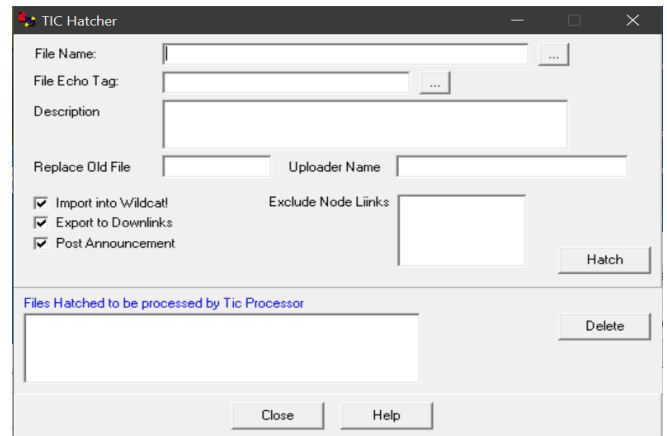 TIC Hatcher
File Name:
...
File Echo Tag:
...
Description
Replace Old File
Uploader Name
Import into Wildcat!
Exclude Node Liinks
Export to Downlinks
Post Announcement
Hatch
Files Hatched to be processed by Tic Processor
Delete
Close
Help